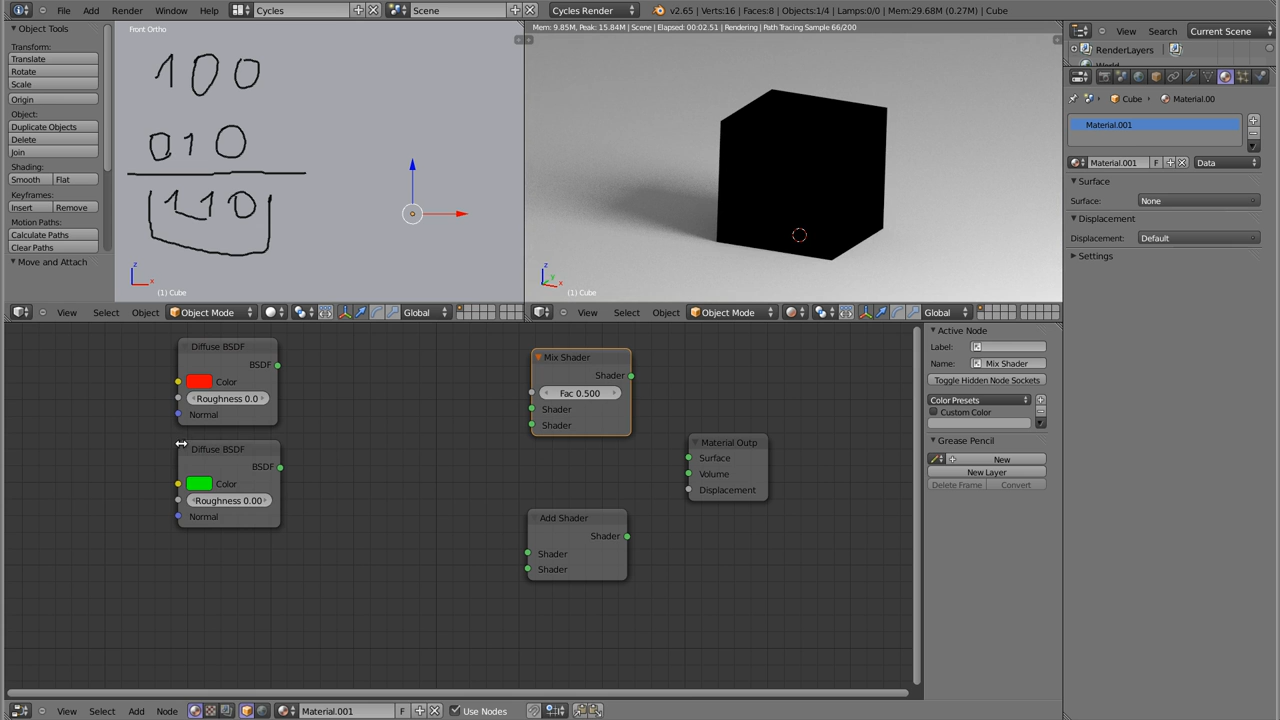 File Add Render Window Help Cycles Scene Cycles Render v2.65 | Verts:16 | Faces:8 | Objects:1/4 | Lamps:0/0 | Mem:29.68M (0.27M) | Cube
Object Tools
Transform:
Translate
Rotate
Scale
Origin
Object:
Duplicate Objects
Delete
Join
Shading:
Smooth Flat
Keyframes:
Insert Remove
Motion Paths:
Calculate Paths
Clear Paths
Move and Attach
Front Ortho
100
010
110
z
x
(1) Cube
Mem: 9.85M, Peak: 15.84M | Scene | Elapsed: 00:02.51 | Rendering | Path Tracing Sample 66/200
z
y
x
(1) Cube
View Search Current Scene
RenderLayers
Cube Material.00
Material.001
Material.001 F Data
Surface
Surface: None
Displacement
Displacement: Default
Settings
View Select Object Object Mode Global
View Select Object Object Mode Global
Diffuse BSDF
BSDF
Color
Roughness 0.0
Normal
Diffuse BSDF
BSDF
Color
Roughness 0.00
Normal
Mix Shader
Shader
Fac 0.500
Shader
Shader
Material Outp
Surface
Volume
Displacement
Add Shader
Shader
Shader
Shader
Active Node
Label:
Name: Mix Shader
Toggle Hidden Node Sockets
Color Presets
Custom Color
Grease Pencil
New
New Layer
Delete Frame Convert
View Select Add Node Material.001 F Use Nodes